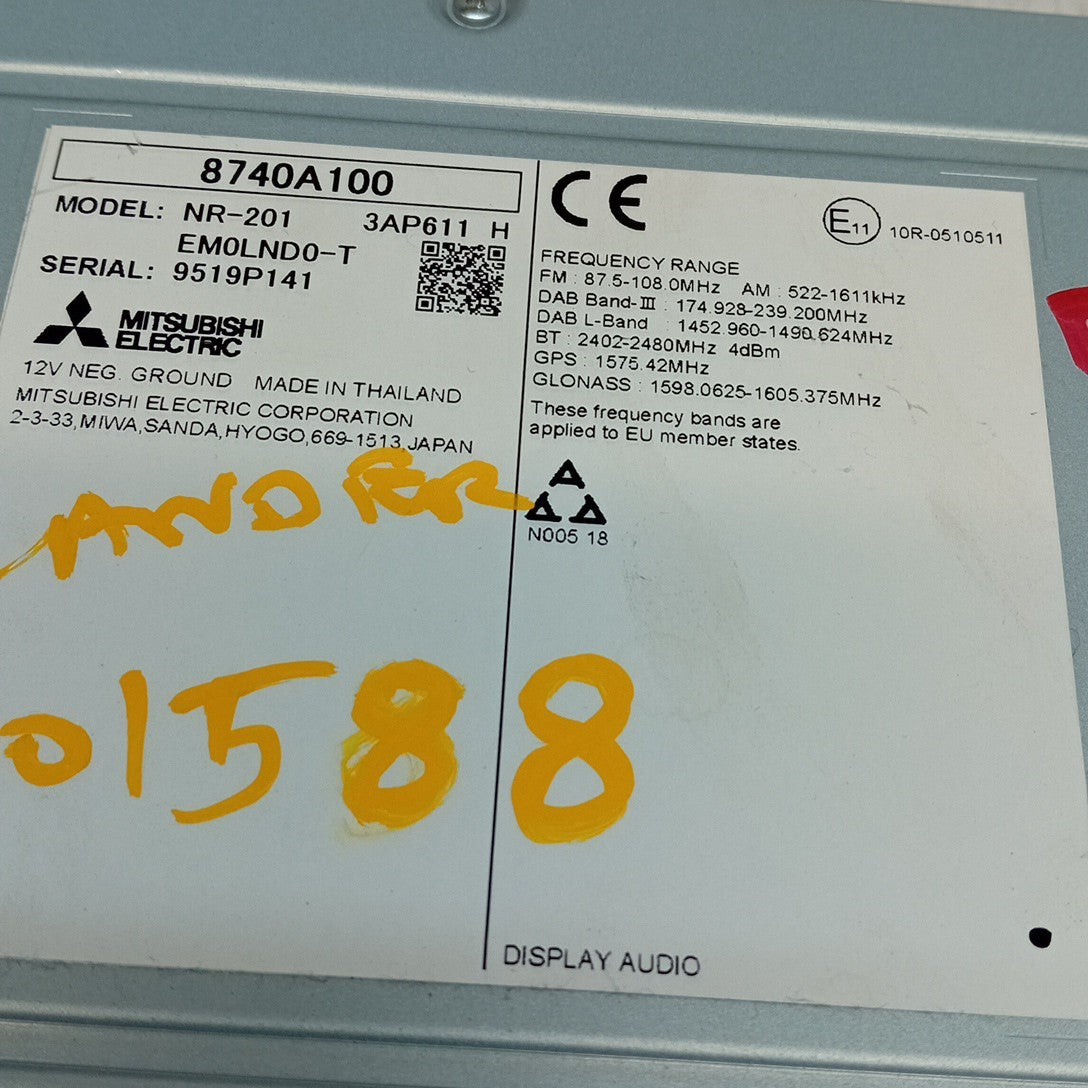 8740A100
MODEL: NR-201 3AP611 H
EM0LND0-T
SERIAL: 9519P141
MITSUBISHI
ELECTRIC
12V NEG. GROUND MADE IN THAILAND
MITSUBISHI ELECTRIC CORPORATION
2-3-33,MIWA,SANDA,HYOGO,669-1513,JAPAN
CE
E11 10R-0510511
FREQUENCY RANGE
FM : 87.5-108.0MHz AM : 522-1611kHz
DAB Band-Ⅲ : 174.928-239.200MHz
DAB L-Band : 1452.960-1490.624MHz
BT : 2402-2480MHz 4dBm
GPS : 1575.42MHz
GLONASS : 1598.0625-1605.375MHz
These frequency bands are
applied to EU member states.
N005 18
01588
DISPLAY AUDIO